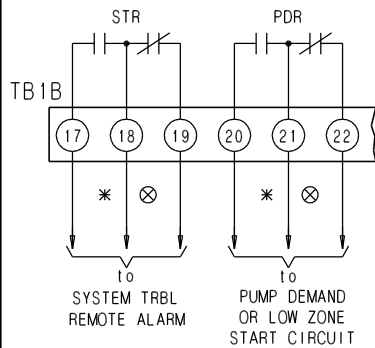 STR PDR
TB1B
17 18 19 20 21 22
to to
SYSTEM TRBL
REMOTE ALARM
PUMP DEMAND
OR LOW ZONE
START CIRCUIT